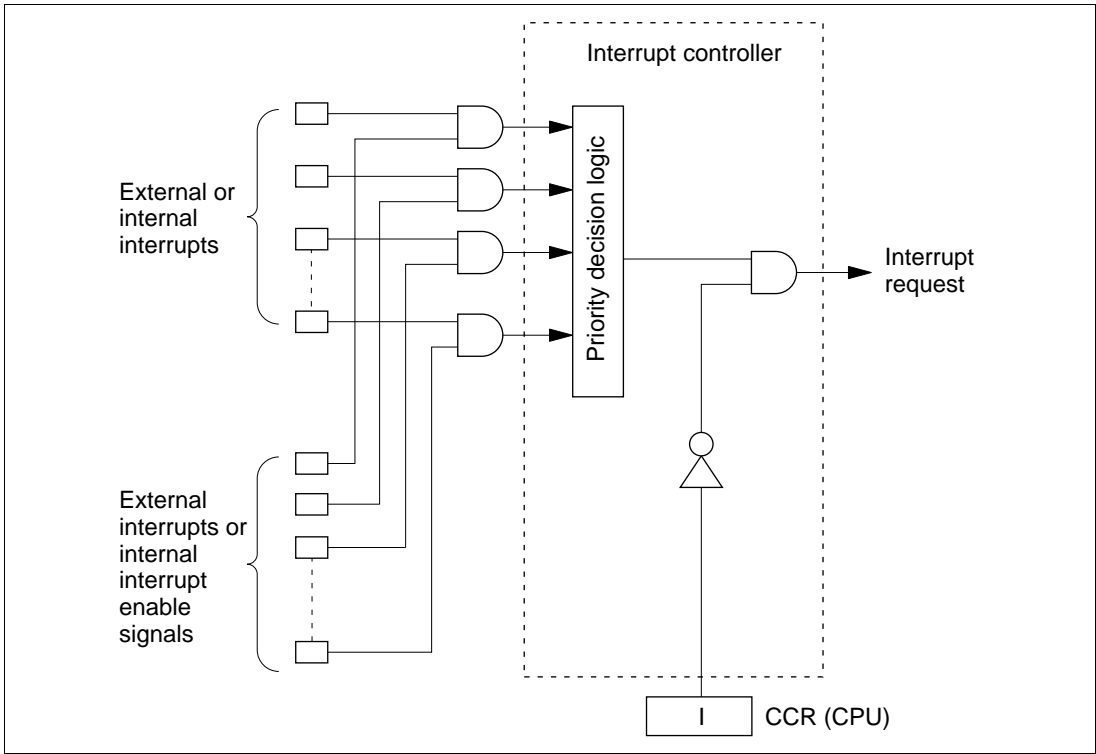 Interrupt controller
External or
internal
interrupts
Priority decision logic
Interrupt
request
External
interrupts or
internal
interrupt
enable
signals
I
CCR (CPU)